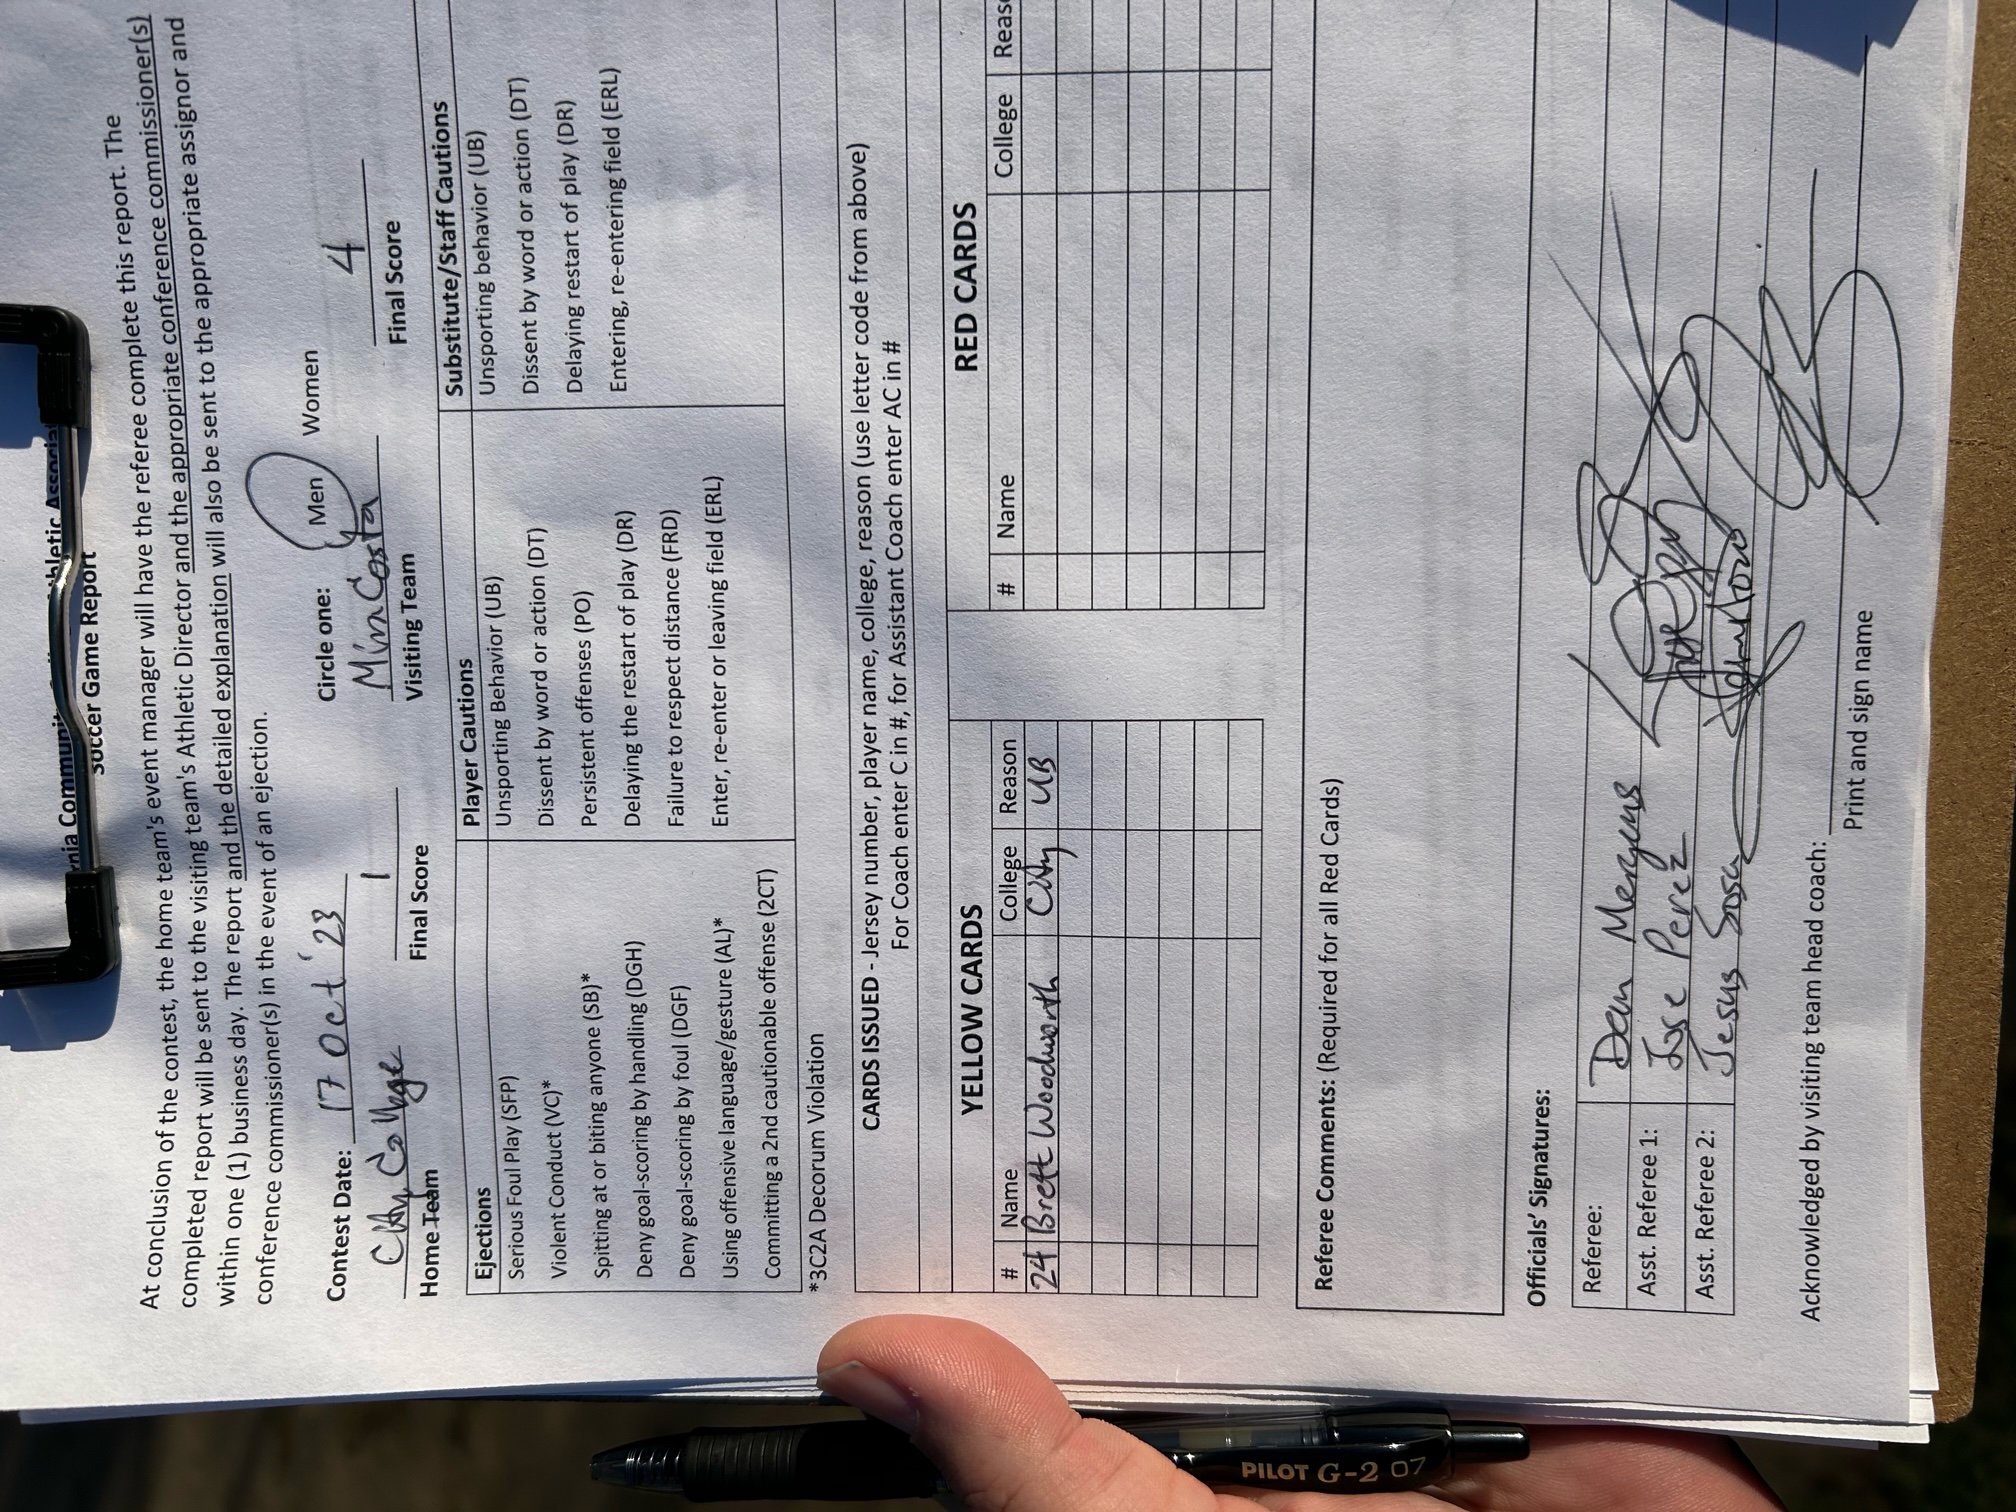 Soccer Game Report
At conclusion of the contest, the home team's event manager will have the referee complete this report. The
completed report will be sent to the visiting team's Athletic Director and the appropriate conference commissioner(s)
within one (1) business day. The report and the detailed explanation will also be sent to the appropriate assignor and
conference commissioner(s) in the event of an ejection.
Contest Date: 17 Oct '23 Circle one: Men Women
City College 1 MiraCosta 4
Home Team Final Score Visiting Team Final Score
Ejections Player Cautions Substitute/Staff Cautions
Serious Foul Play (SFP) Unsporting Behavior (UB) Unsporting behavior (UB)
Violent Conduct (VC)* Dissent by word or action (DT) Dissent by word or action (DT)
Spitting at or biting anyone (SB)* Persistent offenses (PO) Delaying restart of play (DR)
Deny goal-scoring by handling (DGH) Delaying the restart of play (DR) Entering, re-entering field (ERL)
Deny goal-scoring by foul (DGF) Failure to respect distance (FRD)
Using offensive language/gesture (AL)* Enter, re-enter or leaving field (ERL)
Committing a 2nd cautionable offense (2CT)
*3C2A Decorum Violation
CARDS ISSUED - Jersey number, player name, college, reason (use letter code from above)
For Coach enter C in #, for Assistant Coach enter AC in #
YELLOW CARDS RED CARDS
# Name College Reason # Name College
24 Brett Woodworth City UB
Referee Comments: (Required for all Red Cards)
Officials' Signatures:
Referee: Dean Mergens
Asst. Referee 1: Jose Perez
Asst. Referee 2: Jesus Sosa
Acknowledged by visiting team head coach:
Print and sign name
PILOT G-2 07